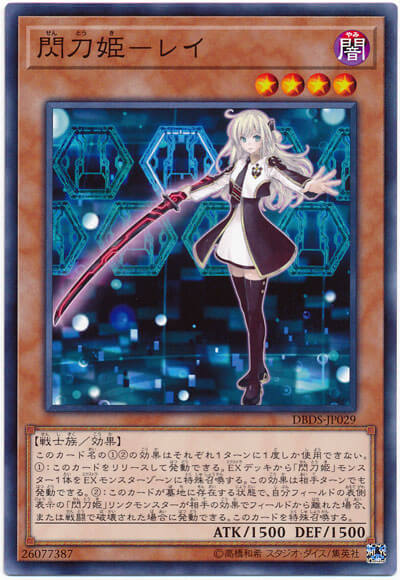 閃刀姫－レイ
闇
DBDS-JP029
【戦士族／効果】
このカード名の①②の効果はそれぞれ1ターンに1度しか使用できない。
①：このカードをリリースして発動できる。EXデッキから「閃刀姫」モンス
ター1体をEXモンスターゾーンに特殊召喚する。この効果は相手ターンでも
発動できる。②：このカードが墓地に存在する状態で、自分フィールドの表側
表示の「閃刀姫」リンクモンスターが相手の効果でフィールドから離れた場合、
または戦闘で破壊された場合に発動できる。このカードを特殊召喚する。
ATK/1500 DEF/1500
26077387
©高橋和希 スタジオ・ダイス/集英社